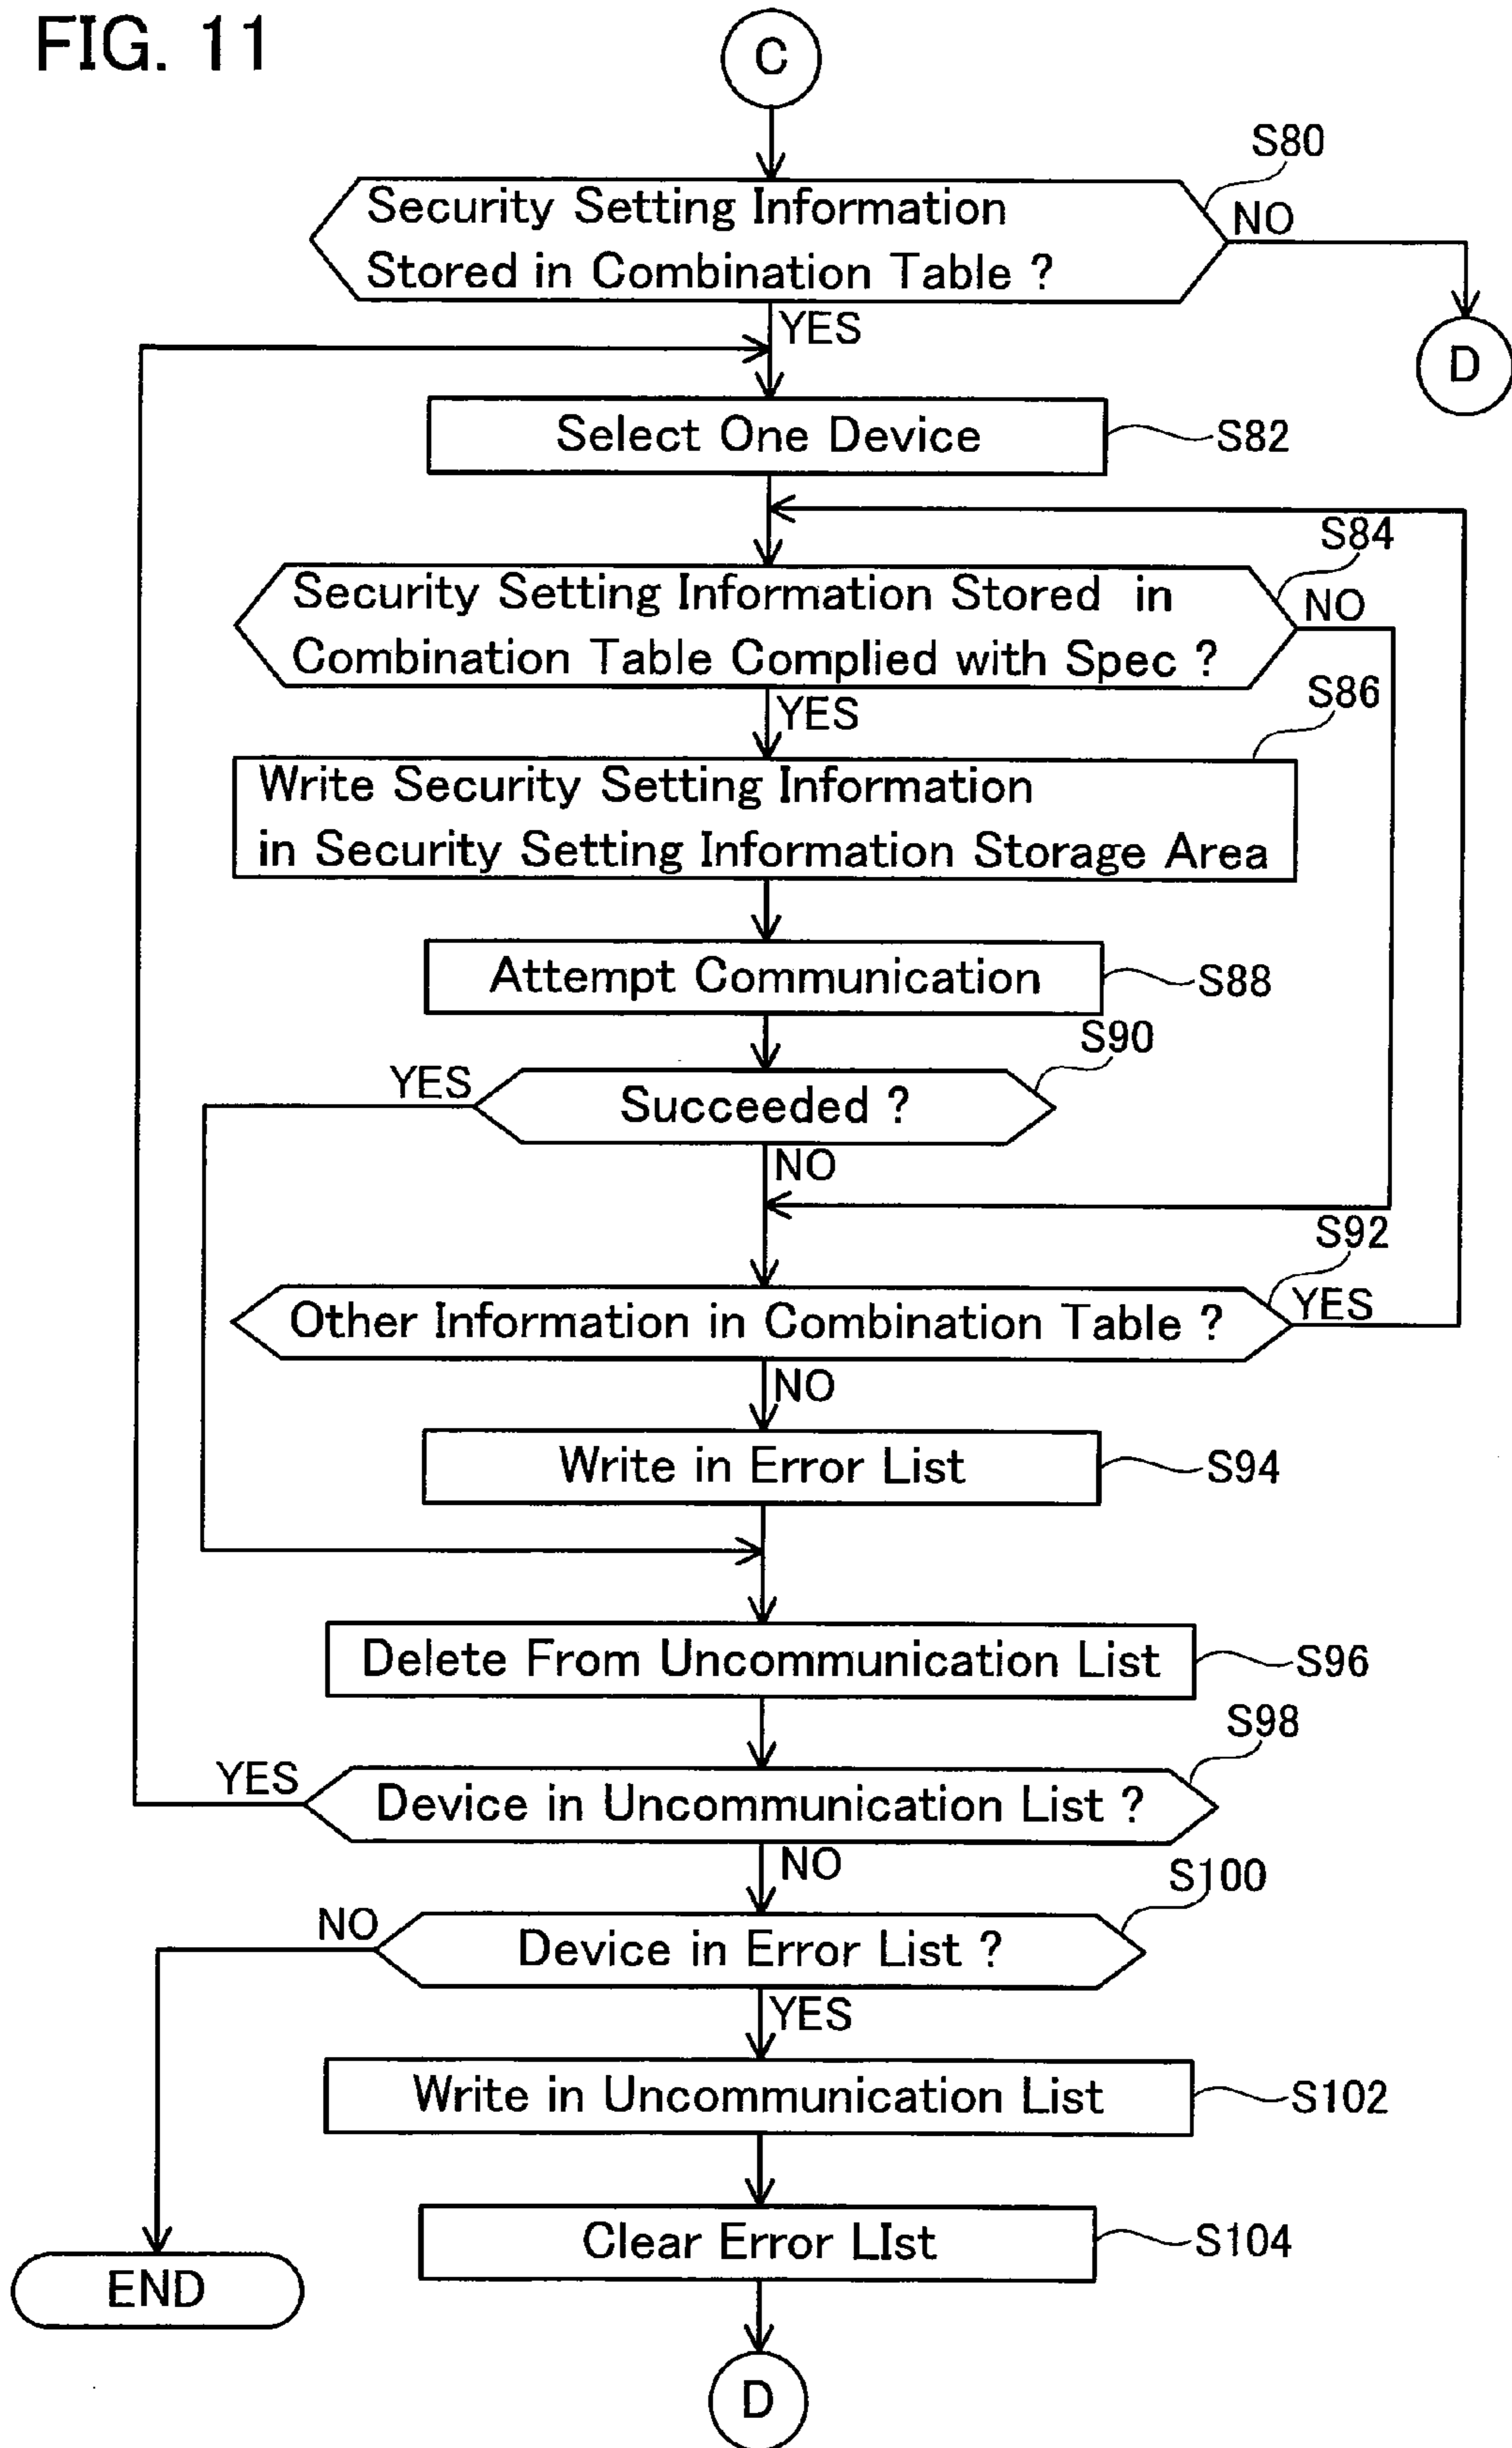 FIG. 11
C
S80
Security Setting Information
Stored in Combination Table ?
NO
YES
D
Select One Device
S82
S84
Security Setting Information Stored in
Combination Table Complied with Spec ?
NO
YES
S86
Write Security Setting Information
in Security Setting Information Storage Area
Attempt Communication
S88
S90
YES
Succeeded ?
NO
S92
Other Information in Combination Table ?
YES
NO
Write in Error List
S94
Delete From Uncommunication List
S96
S98
YES
Device in Uncommunication List ?
NO
S100
NO
Device in Error List ?
YES
Write in Uncommunication List
S102
Clear Error LIst
S104
END
D